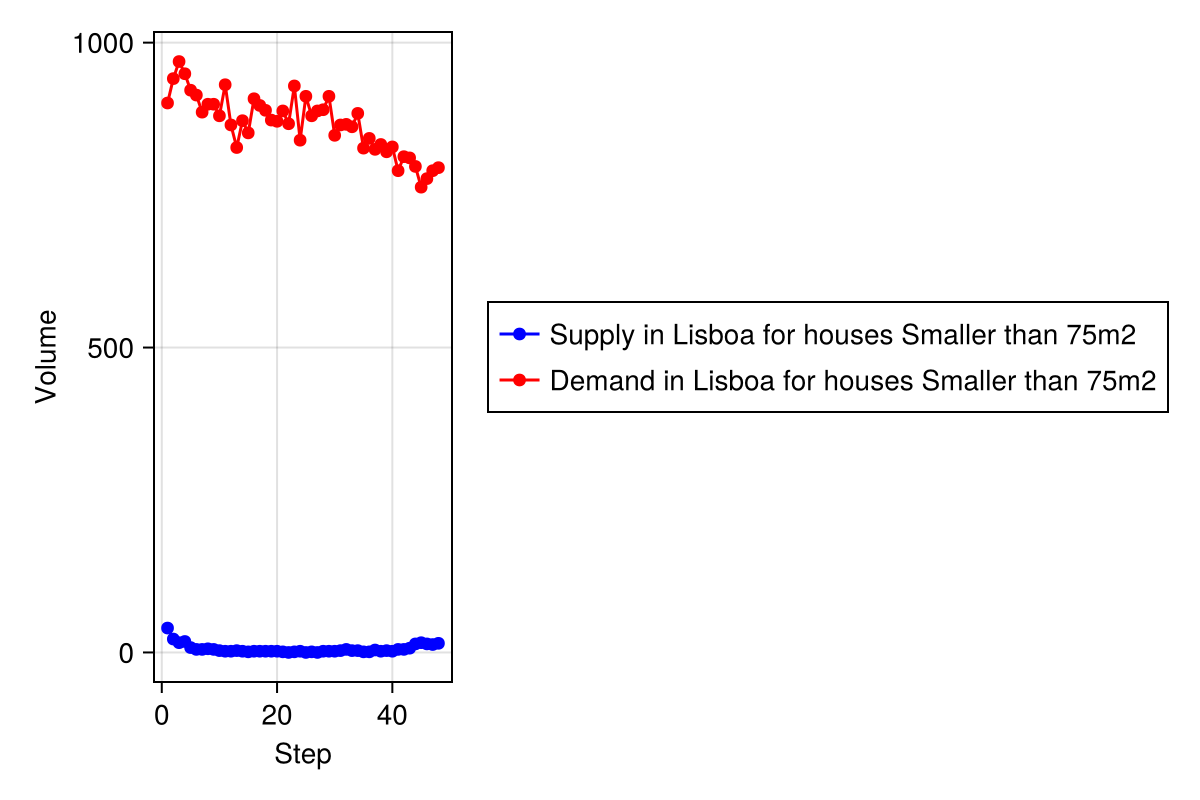 1000
500
0
Volume
0 20 40
Step
Supply in Lisboa for houses Smaller than 75m2
Demand in Lisboa for houses Smaller than 75m2